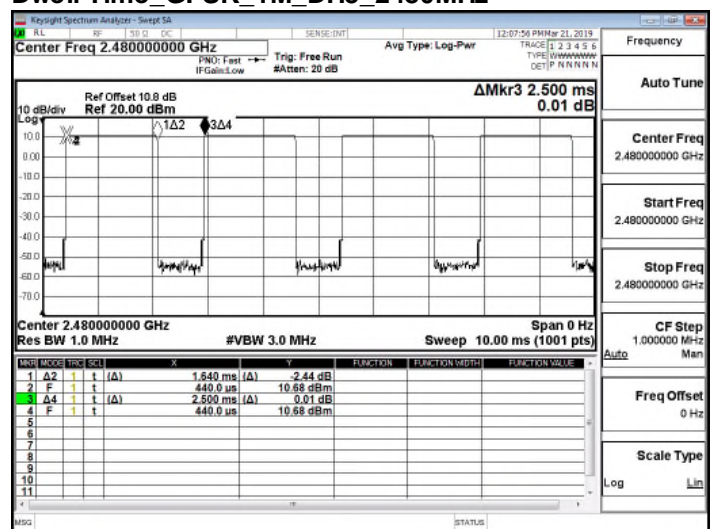 Dwell Time_GFSK_1M_DH3_2480MHz
Keysight Spectrum Analyzer - Swept SA
RL RF 50 Ω DC SENSE:INT 12:07:56 PM Mar 21, 2019
Center Freq 2.480000000 GHz
PNO: Fast Trig: Free Run
IFGain:Low #Atten: 20 dB
Avg Type: Log-Pwr
TRACE 1 2 3 4 5 6
TYPE WWWWWW
DET P N N N N N
ΔMkr3 2.500 ms
0.01 dB
Ref Offset 10.8 dB
10 dB/div Ref 20.00 dBm
Log
1Δ2 3Δ4
10.0
0.00
-10.0
-20.0
-30.0
-40.0
-50.0
-60.0
-70.0
Center 2.480000000 GHz Span 0 Hz
Res BW 1.0 MHz #VBW 3.0 MHz Sweep 10.00 ms (1001 pts)
MKR MODE TRC SCL X Y FUNCTION FUNCTION WIDTH FUNCTION VALUE
1 Δ2 1 t (Δ) 1.640 ms (Δ) -2.44 dB
2 F 1 t 440.0 µs 10.68 dBm
3 Δ4 1 t (Δ) 2.500 ms (Δ) 0.01 dB
4 F 1 t 440.0 µs 10.68 dBm
5
6
7
8
9
10
11
MSG STATUS
Frequency
Auto Tune
Center Freq
2.480000000 GHz
Start Freq
2.480000000 GHz
Stop Freq
2.480000000 GHz
CF Step
1.000000 MHz
Auto Man
Freq Offset
0 Hz
Scale Type
Log Lin